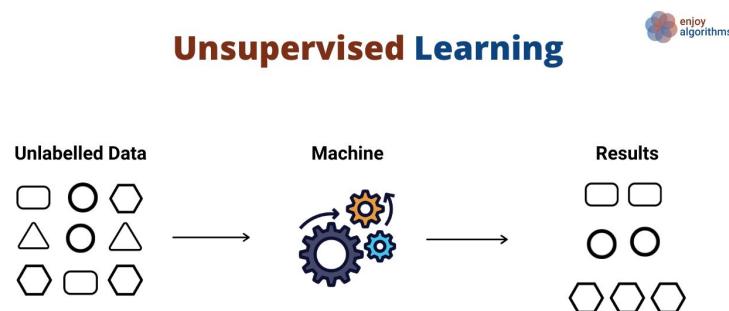 enjoy
algorithms
Unsupervised Learning
Unlabelled Data
Machine
Results